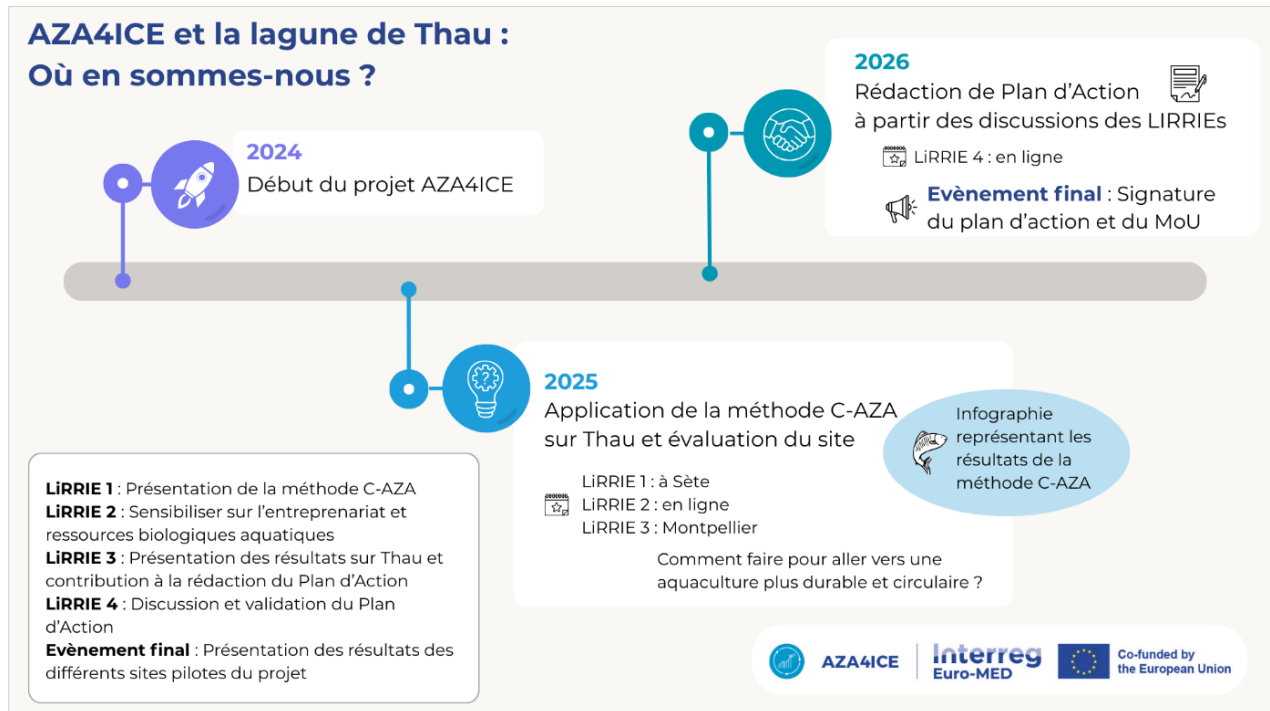 AZA4ICE et la lagune de Thau :
Où en sommes-nous ?
2024
Début du projet AZA4ICE
2026
Rédaction de Plan d'Action
à partir des discussions des LIRRIEs
LiRRIE 4 : en ligne
Evènement final : Signature
du plan d'action et du MoU
2025
Application de la méthode C-AZA
sur Thau et évaluation du site
LiRRIE 1 : à Sète
LiRRIE 2 : en ligne
LiRRIE 3 : Montpellier
Comment faire pour aller vers une
aquaculture plus durable et circulaire ?
Infographie
représentant les
résultats de la
méthode C-AZA
LiRRIE 1 : Présentation de la méthode C-AZA
LiRRIE 2 : Sensibiliser sur l'entreprenariat et
ressources biologiques aquatiques
LiRRIE 3 : Présentation des résultats sur Thau et
contribution à la rédaction du Plan d'Action
LiRRIE 4 : Discussion et validation du Plan
d'Action
Evènement final : Présentation des résultats des
différents sites pilotes du projet
AZA4ICE
Interreg
Euro-MED
Co-funded by
the European Union